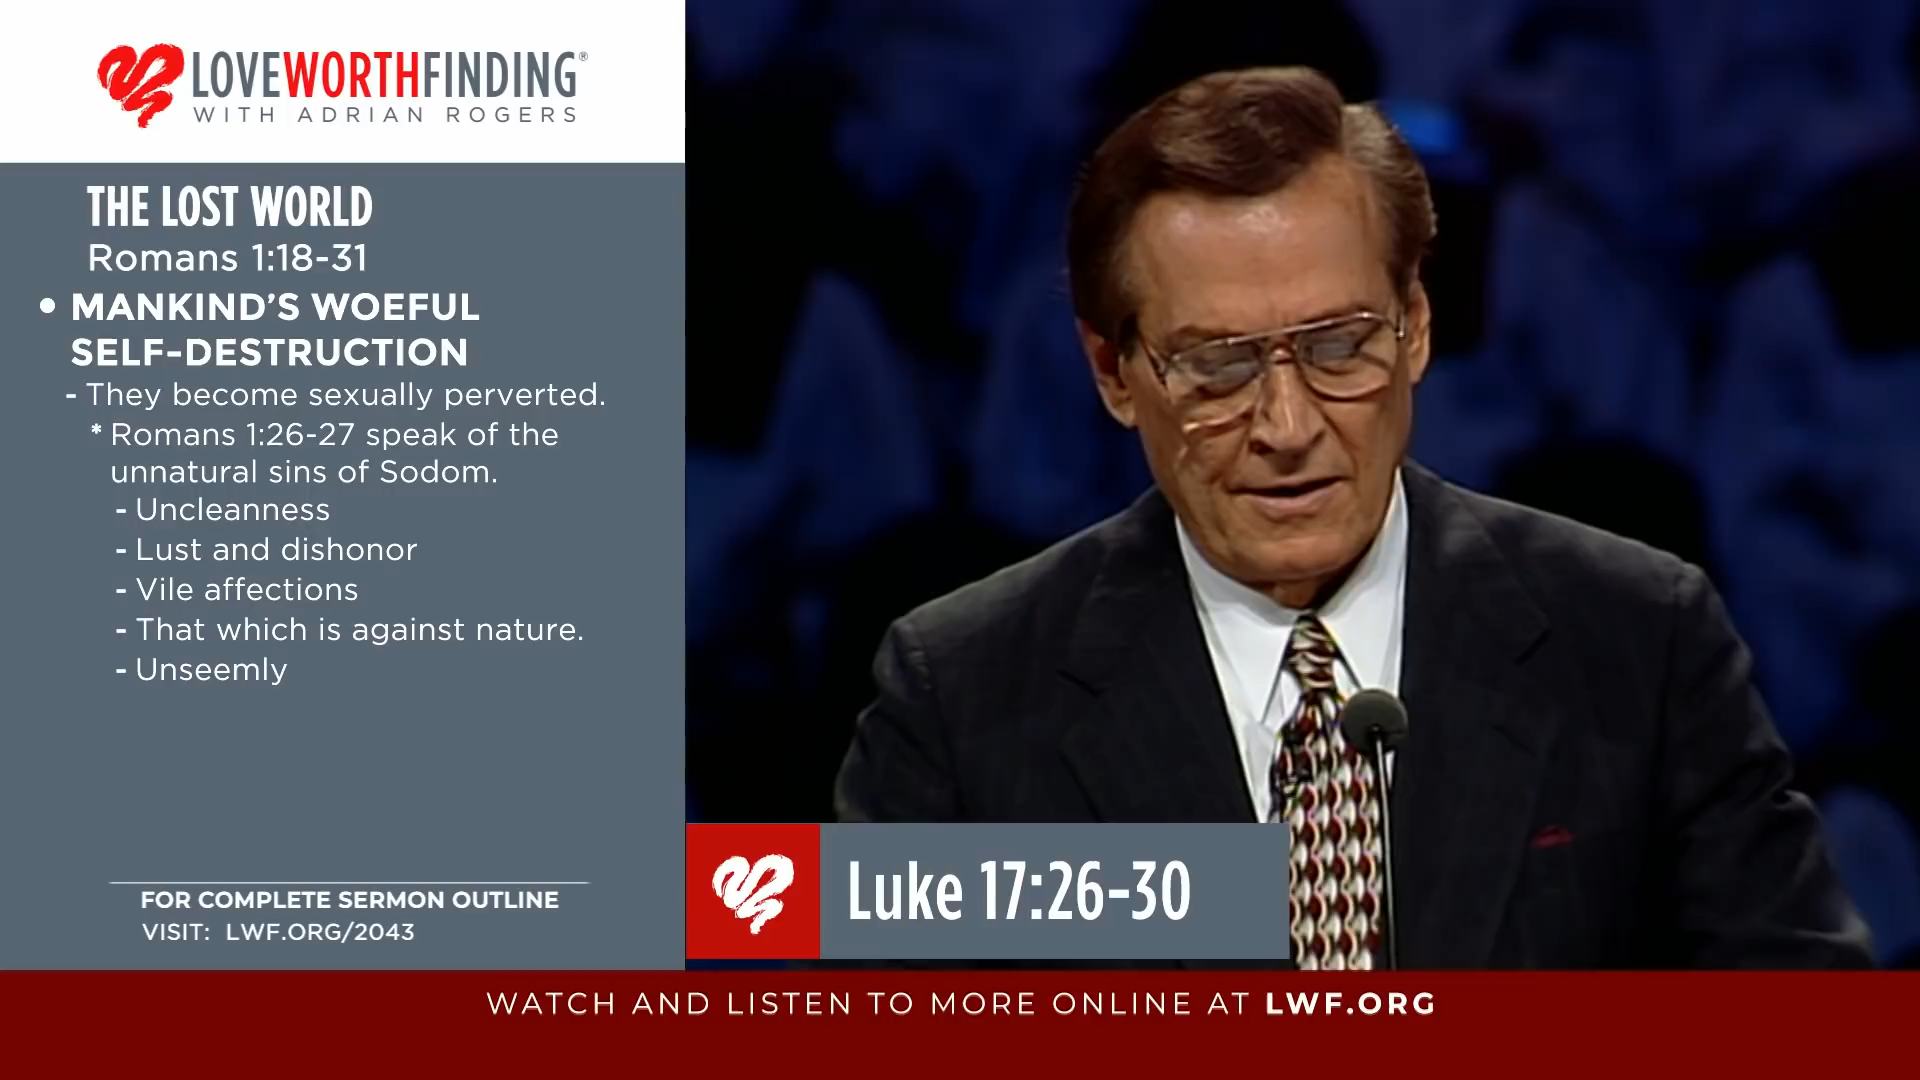 LOVEWORTHFINDING®
WITH ADRIAN ROGERS
THE LOST WORLD
Romans 1:18-31
• MANKIND’S WOEFUL
SELF-DESTRUCTION
- They become sexually perverted.
* Romans 1:26-27 speak of the
unnatural sins of Sodom.
- Uncleanness
- Lust and dishonor
- Vile affections
- That which is against nature.
- Unseemly
FOR COMPLETE SERMON OUTLINE
VISIT: LWF.ORG/2043
Luke 17:26-30
WATCH AND LISTEN TO MORE ONLINE AT LWF.ORG